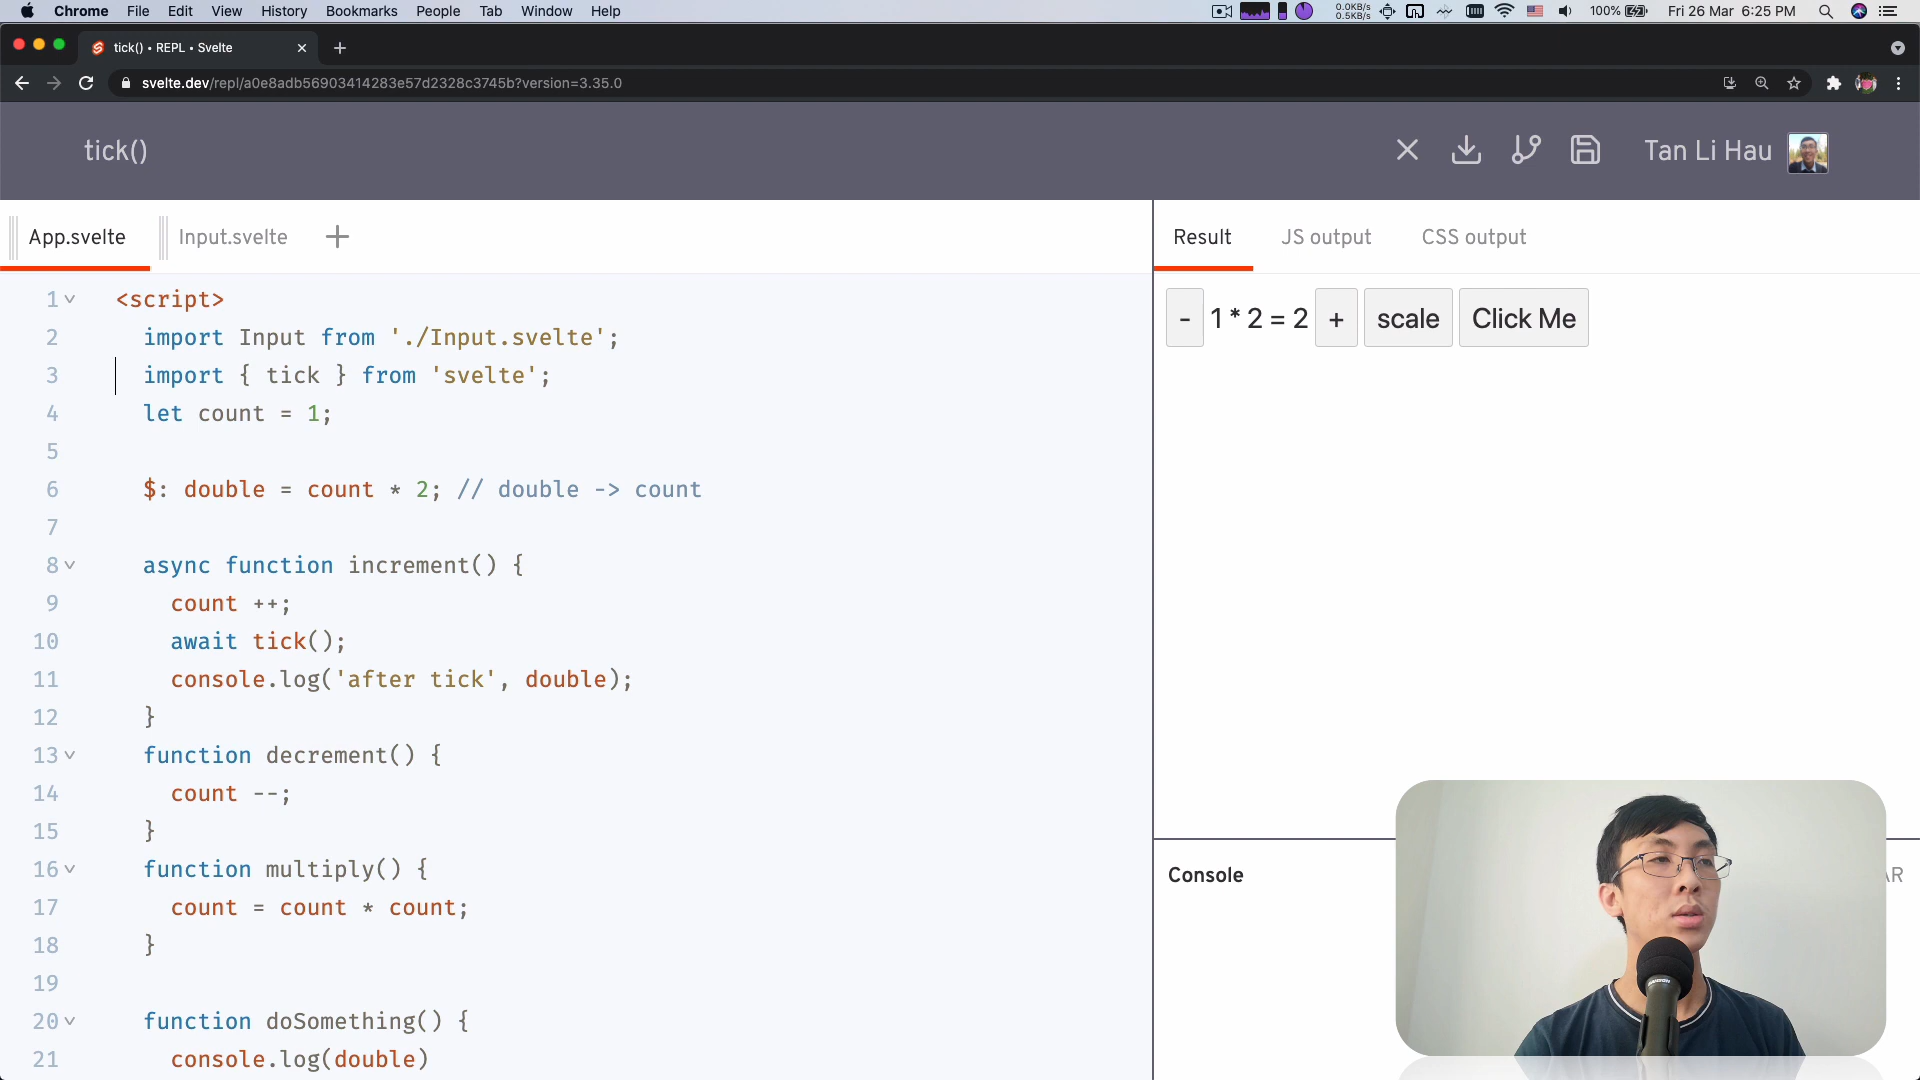 Chrome File Edit View History Bookmarks People Tab Window Help
0.0KB/s
0.5KB/s
100%
Fri 26 Mar 6:25 PM
tick() • REPL • Svelte
svelte.dev/repl/a0e8adb56903414283e57d2328c3745b?version=3.35.0
tick()
Tan Li Hau
App.svelte
Input.svelte
Result
JS output
CSS output
1 <script>
2 import Input from './Input.svelte';
3 import { tick } from 'svelte';
4 let count = 1;
5
6 $: double = count * 2; // double -> count
7
8 async function increment() {
9 count ++;
10 await tick();
11 console.log('after tick', double);
12 }
13 function decrement() {
14 count --;
15 }
16 function multiply() {
17 count = count * count;
18 }
19
20 function doSomething() {
21 console.log(double)
- 1 * 2 = 2 + scale Click Me
Console
AR